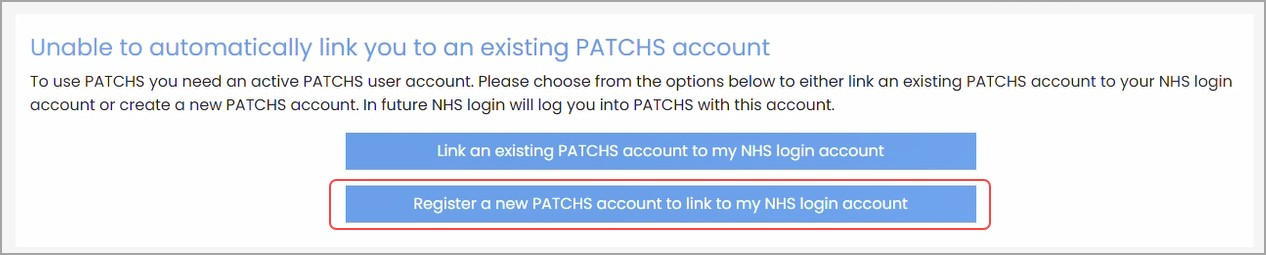 Unable to automatically link you to an existing PATCHS account
To use PATCHS you need an active PATCHS user account. Please choose from the options below to either link an existing PATCHS account to your NHS login
account or create a new PATCHS account. In future NHS login will log you into PATCHS with this account.
Link an existing PATCHS account to my NHS login account
Register a new PATCHS account to link to my NHS login account